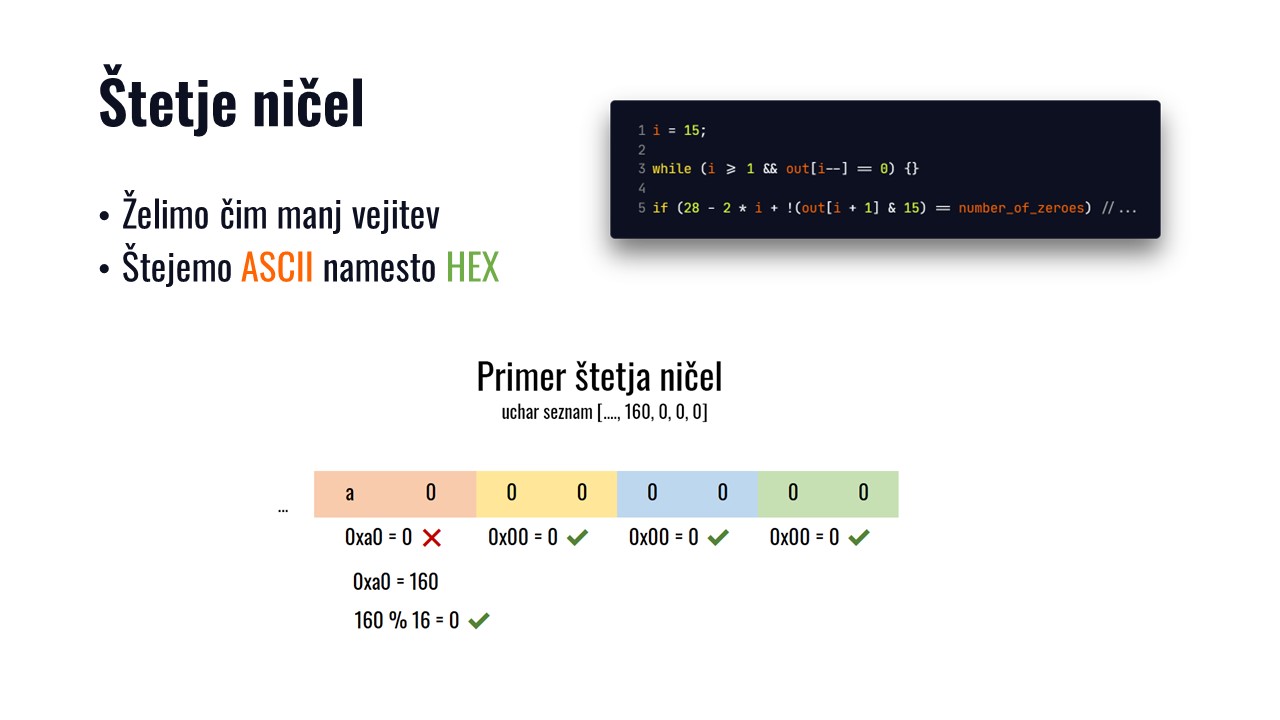 Štetje ničel
• Želimo čim manj vejitev
• Štejemo ASCII namesto HEX
1 i = 15;
2
3 while (i >= 1 && out[i--] == 0) {}
4
5 if (28 - 2 * i + !(out[i + 1] & 15) == number_of_zeroes) //...
Primer štetja ničel
uchar seznam [...., 160, 0, 0, 0]
... a 0 0 0 0 0 0 0
0xa0 = 0 0x00 = 0 0x00 = 0 0x00 = 0
0xa0 = 160
160 % 16 = 0